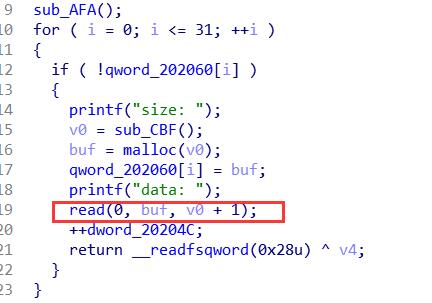 9 sub_AFA();
10 for ( i = 0; i <= 31; ++i )
11 {
12 if ( !qword_202060[i] )
13 {
14 printf("size: ");
15 v0 = sub_CBF();
16 buf = malloc(v0);
17 qword_202060[i] = buf;
18 printf("data: ");
19 read(0, buf, v0 + 1);
20 ++dword_20204C;
21 return __readfsqword(0x28u) ^ v4;
22 }
23 }